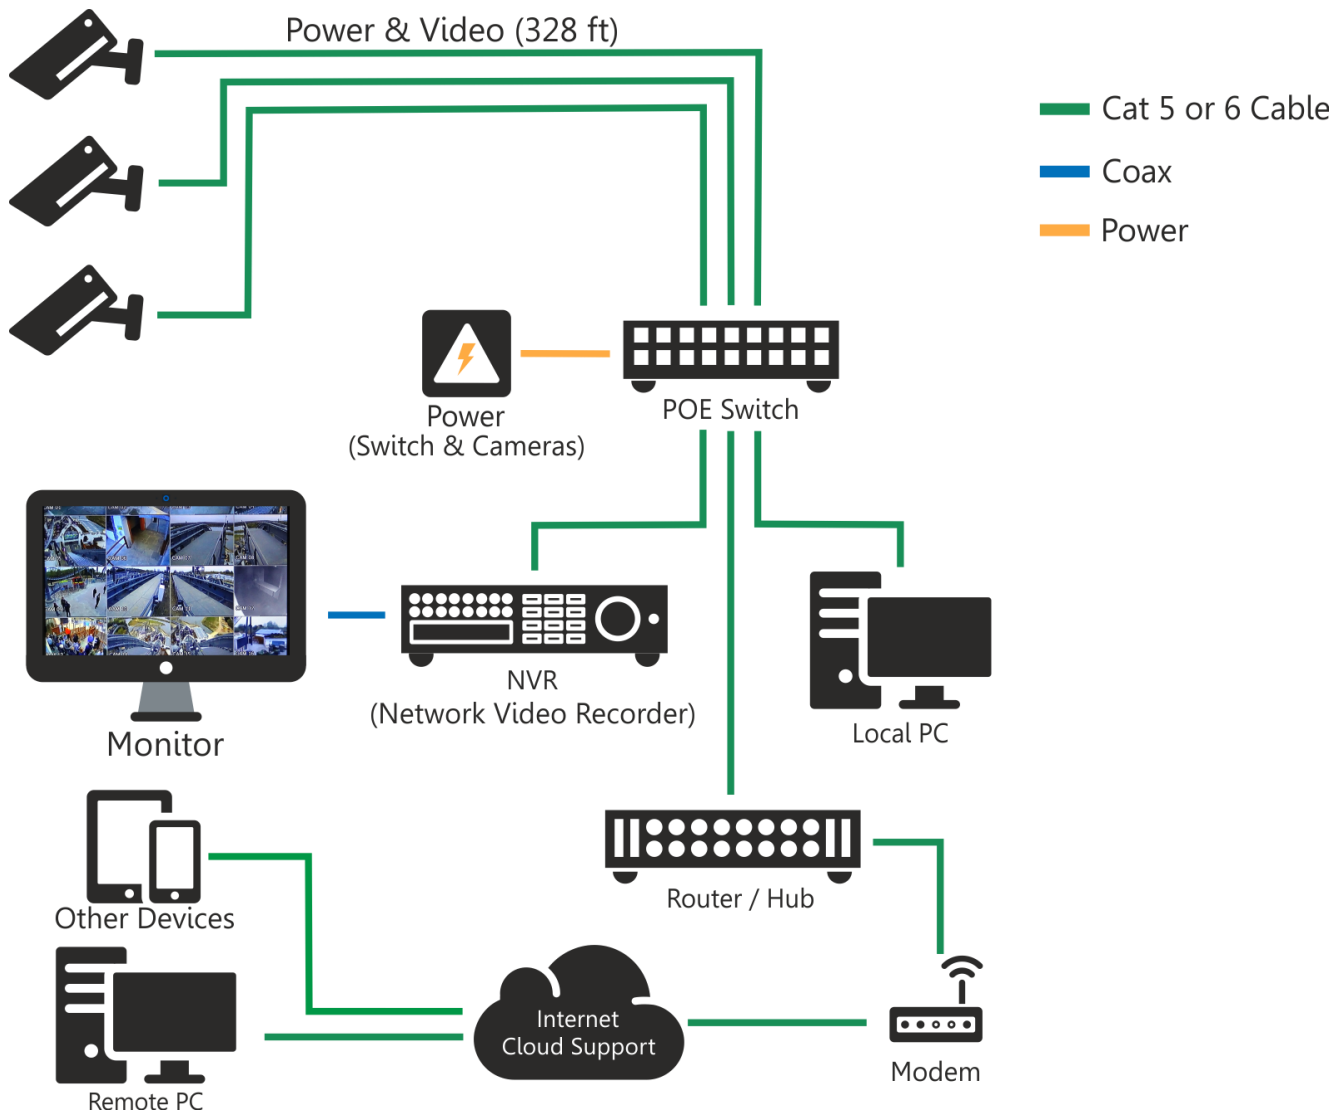 Power & Video (328 ft)
Cat 5 or 6 Cable
Coax
Power
POE Switch
Power
(Switch & Cameras)
NVR
(Network Video Recorder)
Monitor
Local PC
Router / Hub
Other Devices
Internet
Cloud Support
Modem
Remote PC